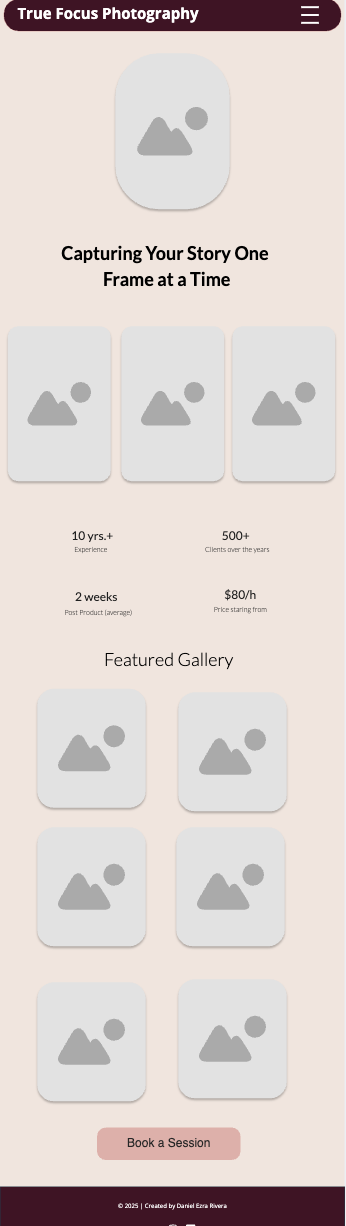 True Focus Photography
Capturing Your Story One
Frame at a Time
10 yrs.+
Experience
500+
Clients over the years
2 weeks
Post Product (average)
$80/h
Price staring from
Featured Gallery
Book a Session
© 2025 | Created by Daniel Ezra Rivera